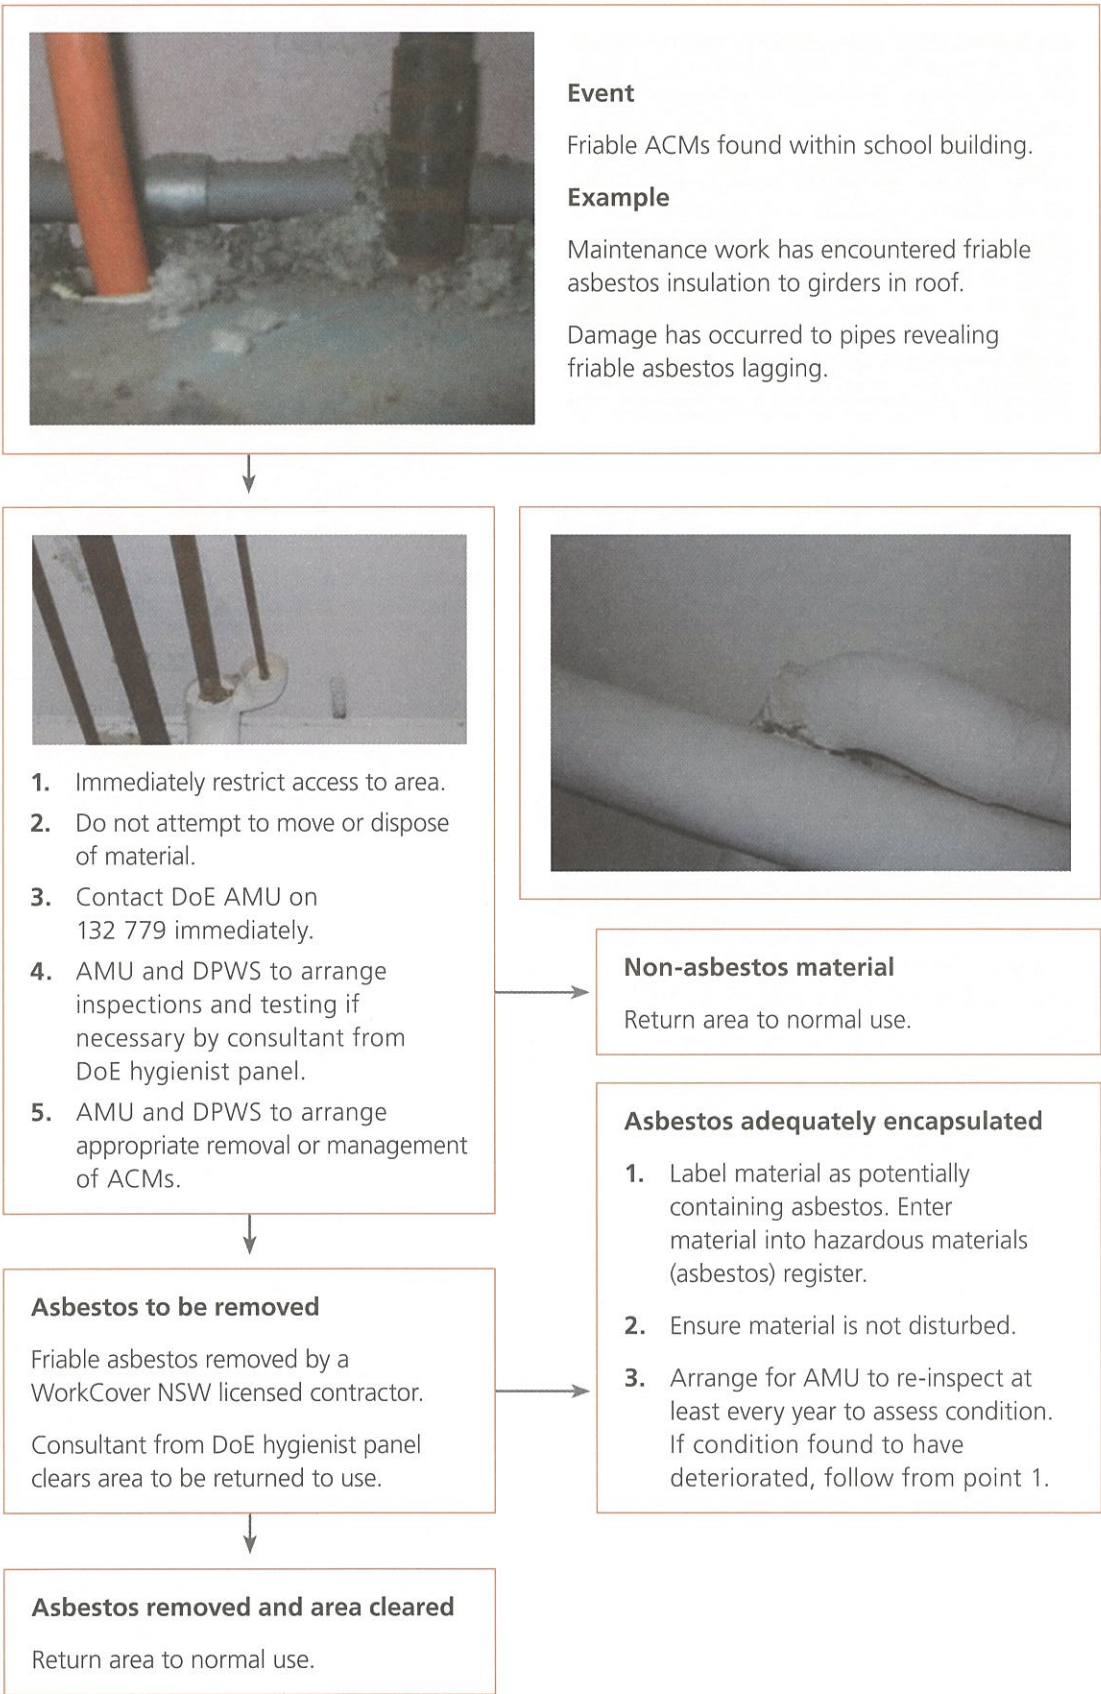 Event
Friable ACMs found within school building.
Example
Maintenance work has encountered friable
asbestos insulation to girders in roof.
Damage has occurred to pipes revealing
friable asbestos lagging.
1. Immediately restrict access to area.
2. Do not attempt to move or dispose
of material.
3. Contact DoE AMU on
132 779 immediately.
4. AMU and DPWS to arrange
inspections and testing if
necessary by consultant from
DoE hygienist panel.
5. AMU and DPWS to arrange
appropriate removal or management
of ACMs.
Non-asbestos material
Return area to normal use.
Asbestos adequately encapsulated
1. Label material as potentially
containing asbestos. Enter
material into hazardous materials
(asbestos) register.
2. Ensure material is not disturbed.
3. Arrange for AMU to re-inspect at
least every year to assess condition.
If condition found to have
deteriorated, follow from point 1.
Asbestos to be removed
Friable asbestos removed by a
WorkCover NSW licensed contractor.
Consultant from DoE hygienist panel
clears area to be returned to use.
Asbestos removed and area cleared
Return area to normal use.